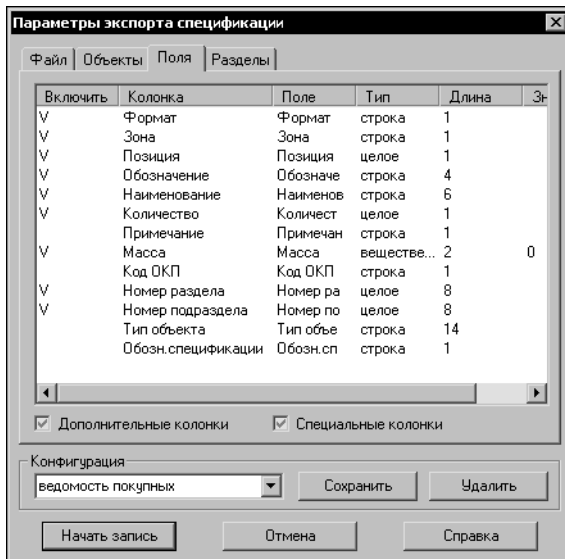 Параметры экспорта спецификации
Файл Объекты Поля Разделы
Включить Колонка Поле Тип Длина Зн
V Формат Формат строка 1
V Зона Зона строка 1
V Позиция Позиция целое 1
V Обозначение Обозначе строка 4
V Наименование Наименов строка 6
V Количество Количест целое 1
Примечание Примечан строка 1
V Масса Масса веществе... 2 0
Код ОКП Код ОКП строка 1
V Номер раздела Номер ра целое 8
V Номер подраздела Номер по целое 8
Тип объекта Тип объе строка 14
Обозн.спецификации Обозн.сп строка 1
Дополнительные колонки Специальные колонки
Конфигурация
ведомость покупных Сохранить Удалить
Начать запись Отмена Справка